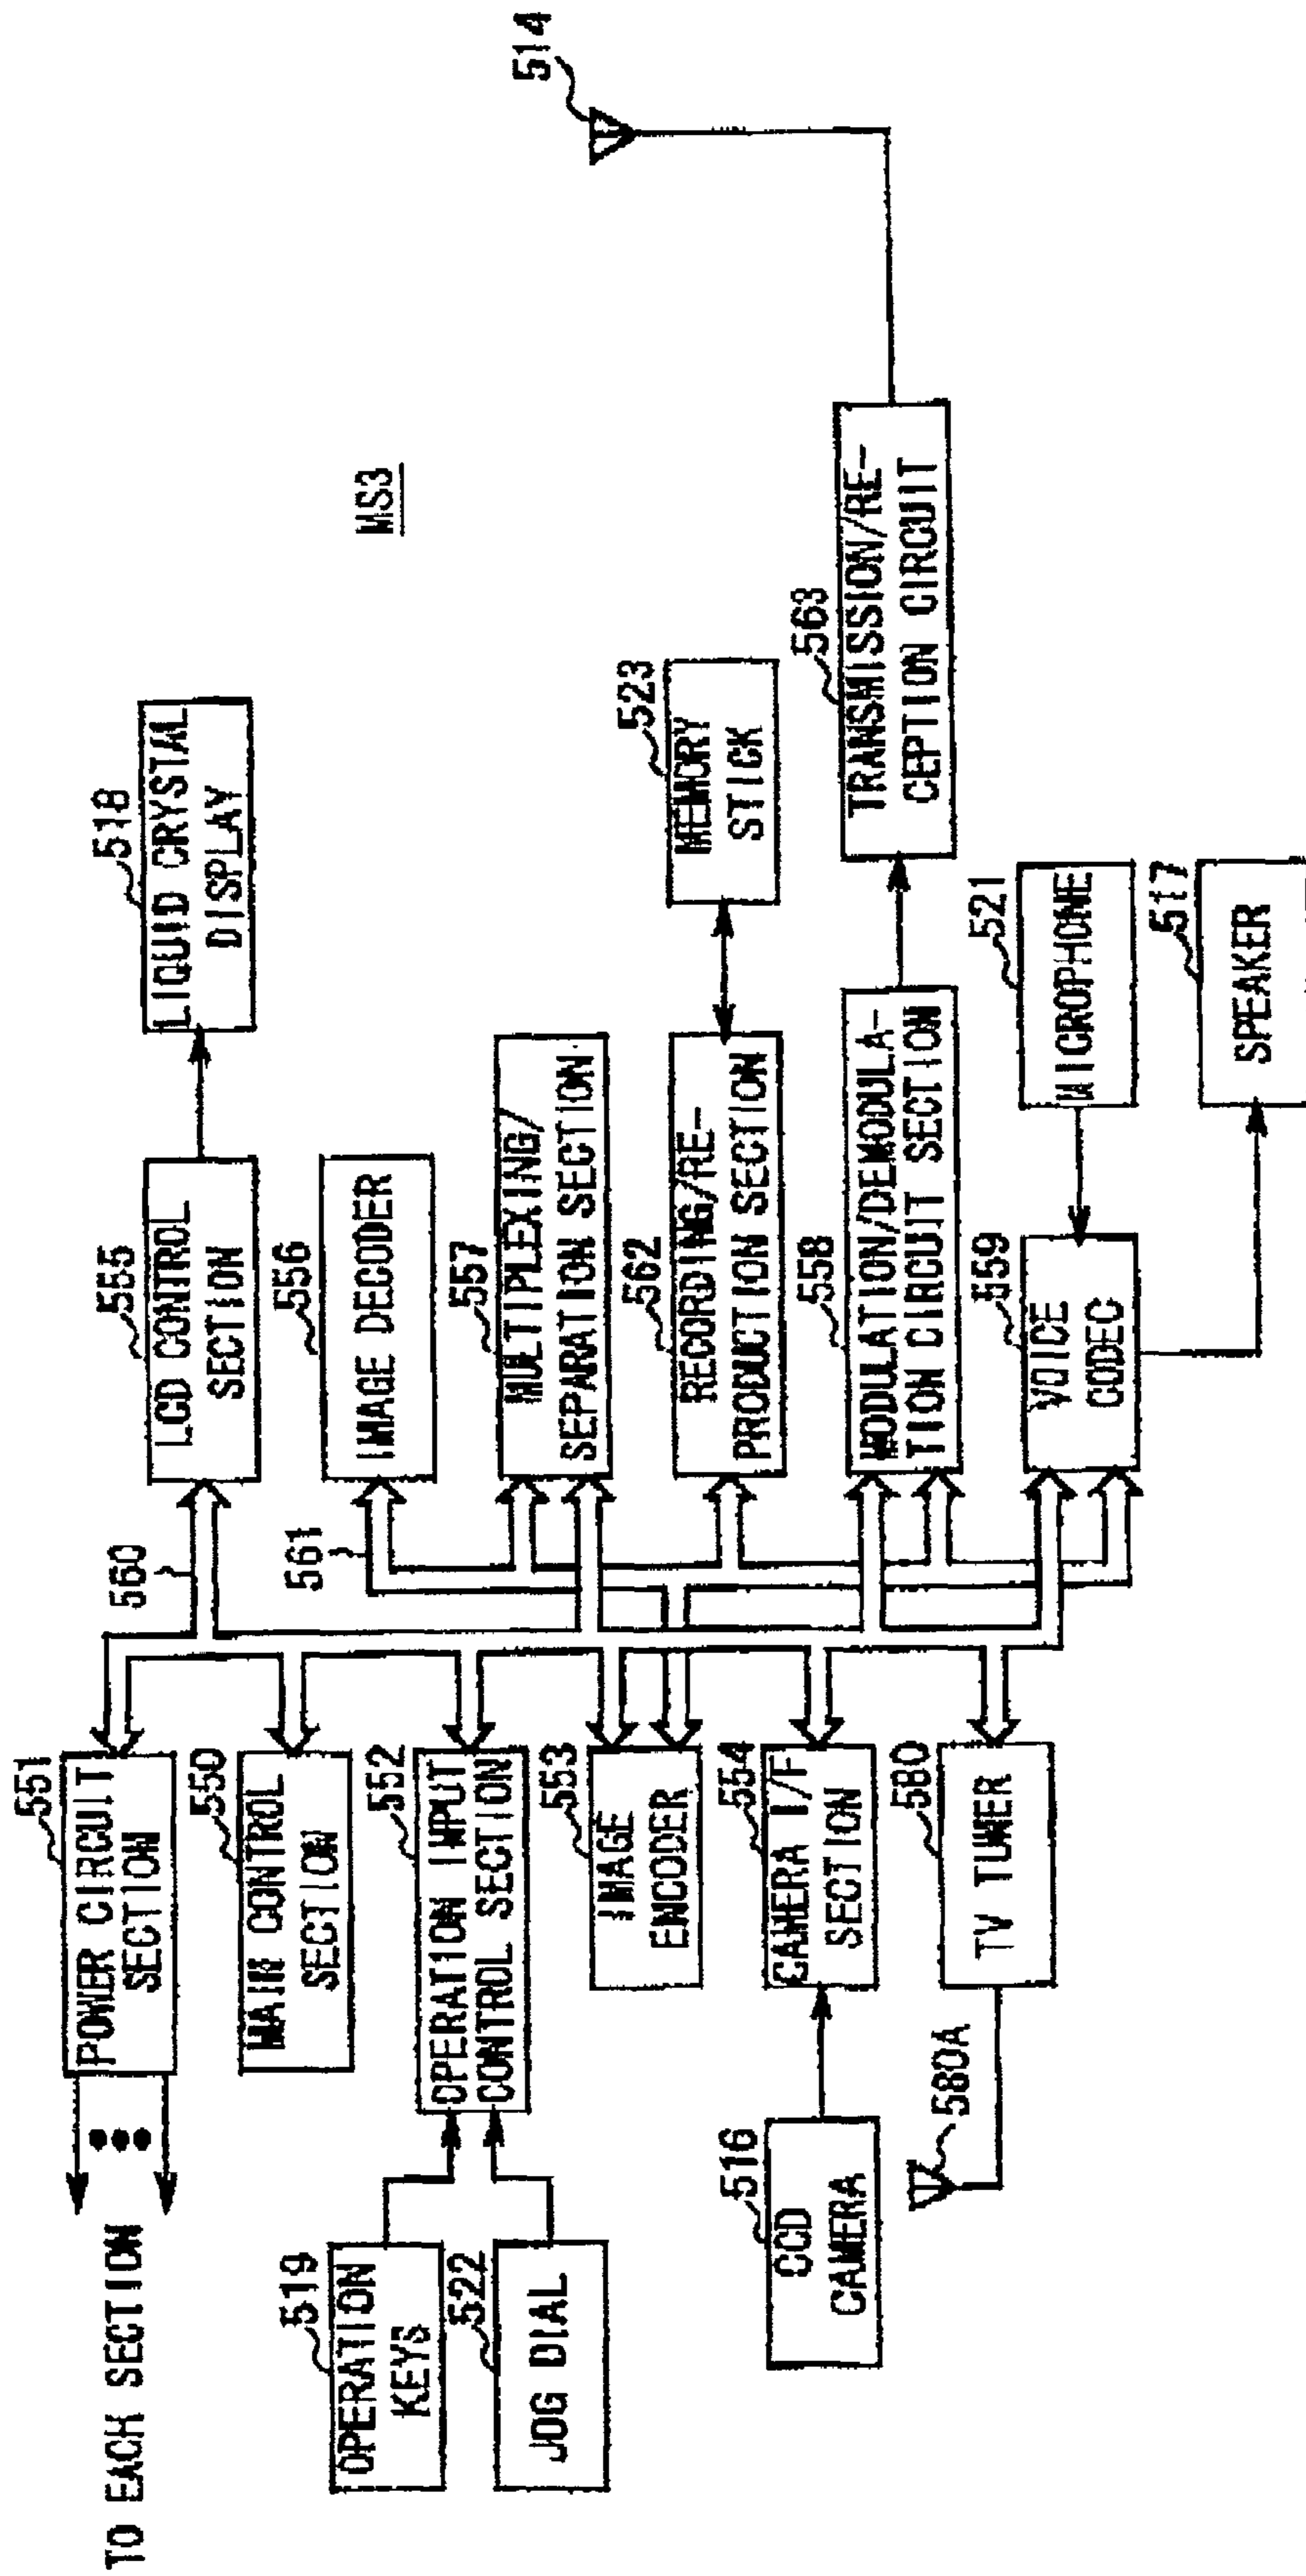 TO EACH SECTION
551
POWER CIRCUIT
SECTION
550
MAIN CONTROL
SECTION
519
OPERATION
KEYS
522
JOG DIAL
552
OPERATION INPUT
CONTROL SECTION
553
IMAGE
ENCODER
516
CCD
CAMERA
554
CAMERA I/F
SECTION
580A
580
TV TUNER
560
561
555
LCD CONTROL
SECTION
518
LIQUID CRYSTAL
DISPLAY
556
IMAGE DECODER
557
MULTIPLEXING/
SEPARATION SECTION
562
RECORDING/RE-
PRODUCTION SECTION
523
MEMORY
STICK
558
MODULATION/DEMODULA-
TION CIRCUIT SECTION
563
TRANSMISSION/RE-
CEPTION CIRCUIT
514
559
VOICE
CODEC
521
MICROPHONE
517
SPEAKER
MS3